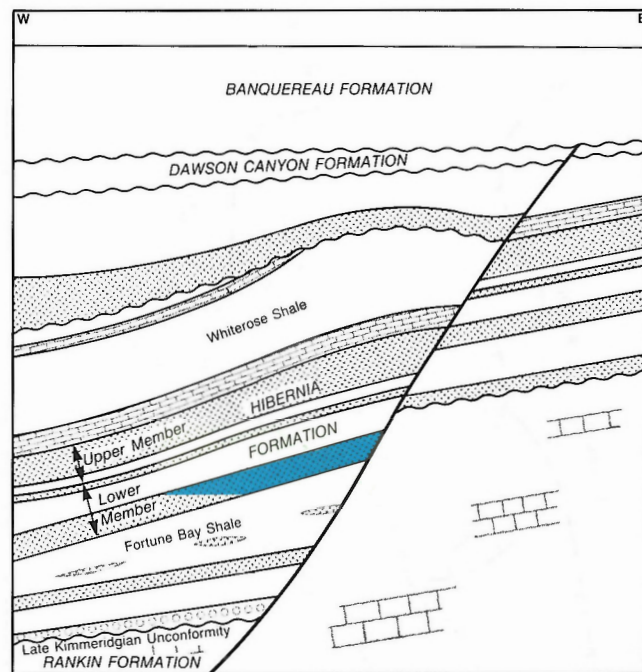 W
E
BANQUEREAU FORMATION
DAWSON CANYON FORMATION
Whiterose Shale
HIBERNIA
FORMATION
Upper Member
Lower
Member
Fortune Bay Shale
Late Kimmeridgian Unconformity
RANKIN FORMATION